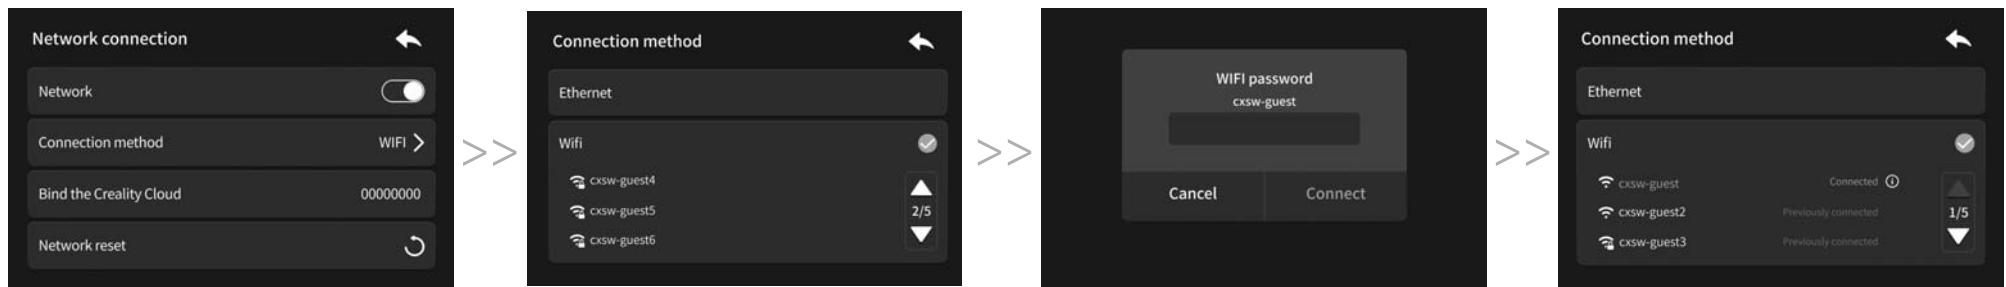 Network connection
Network
Connection method WIFI >
Bind the Creality Cloud 00000000
Network reset
>>
Connection method
Ethernet
Wifi
cxsw-guest4
cxsw-guest5
cxsw-guest6
2/5
>>
WIFI password
cxsw-guest
Cancel Connect
>>
Connection method
Ethernet
Wifi
cxsw-guest Connected
cxsw-guest2 Previously connected
cxsw-guest3 Previously connected
1/5